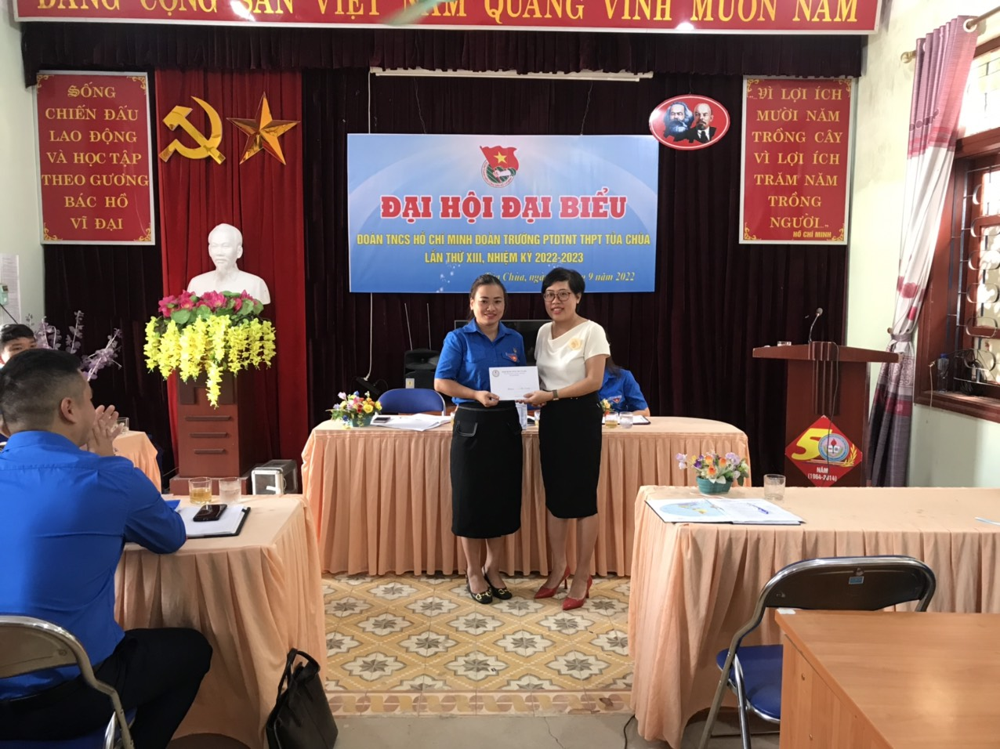 ĐẢNG CỘNG SẢN VIỆT NAM QUANG VINH MUÔN NĂM
SỐNG
CHIẾN ĐẤU
LAO ĐỘNG
VÀ HỌC TẬP
THEO GƯƠNG
BÁC HỒ
VĨ ĐẠI
ĐẠI HỘI ĐẠI BIỂU
ĐOÀN TNCS HỒ CHÍ MINH ĐOÀN TRƯỜNG PTDTNT THPT TỦA CHÙA
LẦN THỨ XIII, NHIỆM KỲ 2022-2023
Chùa, ngày 9 năm 2022
VÌ LỢI ÍCH
MƯỜI NĂM
TRỒNG CÂY
VÌ LỢI ÍCH
TRĂM NĂM
TRỒNG
NGƯỜI
HỒ CHÍ MINH
50
NĂM
(1964-2014)